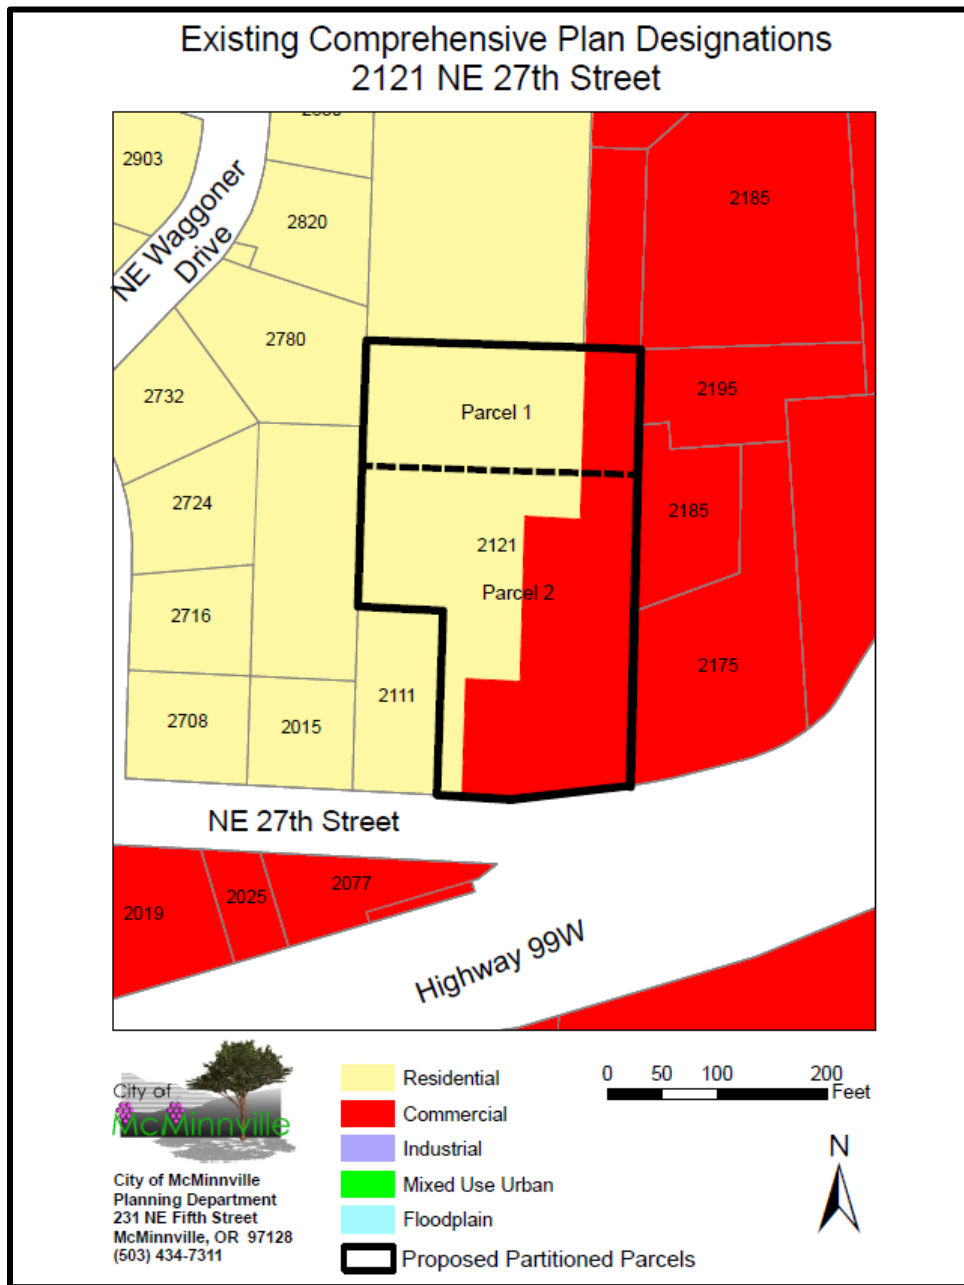 Existing Comprehensive Plan Designations
2121 NE 27th Street
2903
2820
2185
NE Waggoner
Drive
2780
2195
2732
Parcel 1
2724
2185
2121
Parcel 2
2716
2175
2111
2708
2015
NE 27th Street
2077
2025
2019
Highway 99W
City of
McMinnville
City of McMinnville
Planning Department
231 NE Fifth Street
McMinnville, OR 97128
(503) 434-7311
Residential
Commercial
Industrial
Mixed Use Urban
Floodplain
Proposed Partitioned Parcels
0 50 100 200
Feet
N